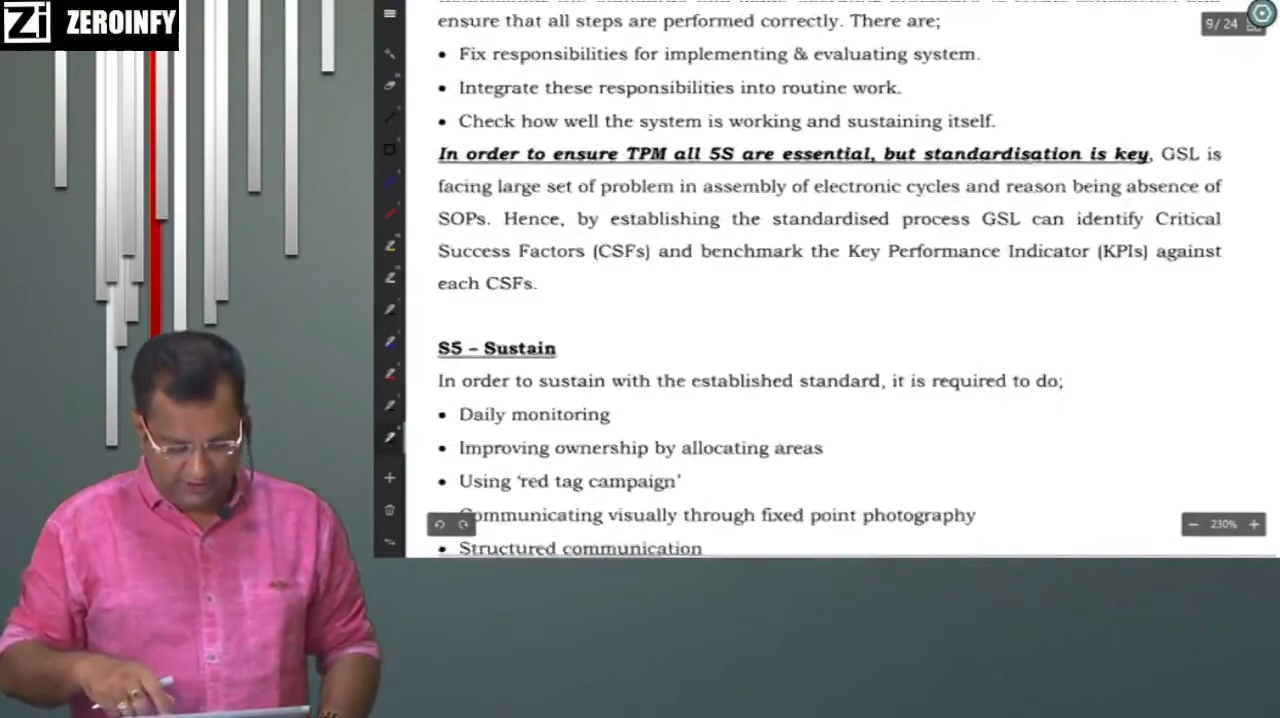 Zi ZEROINFY
ensure that all steps are performed correctly. There are;
9/24
• Fix responsibilities for implementing & evaluating system.
• Integrate these responsibilities into routine work.
• Check how well the system is working and sustaining itself.
In order to ensure TPM all 5S are essential, but standardisation is key, GSL is
facing large set of problem in assembly of electronic cycles and reason being absence of
SOPs. Hence, by establishing the standardised process GSL can identify Critical
Success Factors (CSFs) and benchmark the Key Performance Indicator (KPIs) against
each CSFs.
S5 – Sustain
In order to sustain with the established standard, it is required to do;
• Daily monitoring
• Improving ownership by allocating areas
• Using ‘red tag campaign’
Communicating visually through fixed point photography
• Structured communication
− 230% +